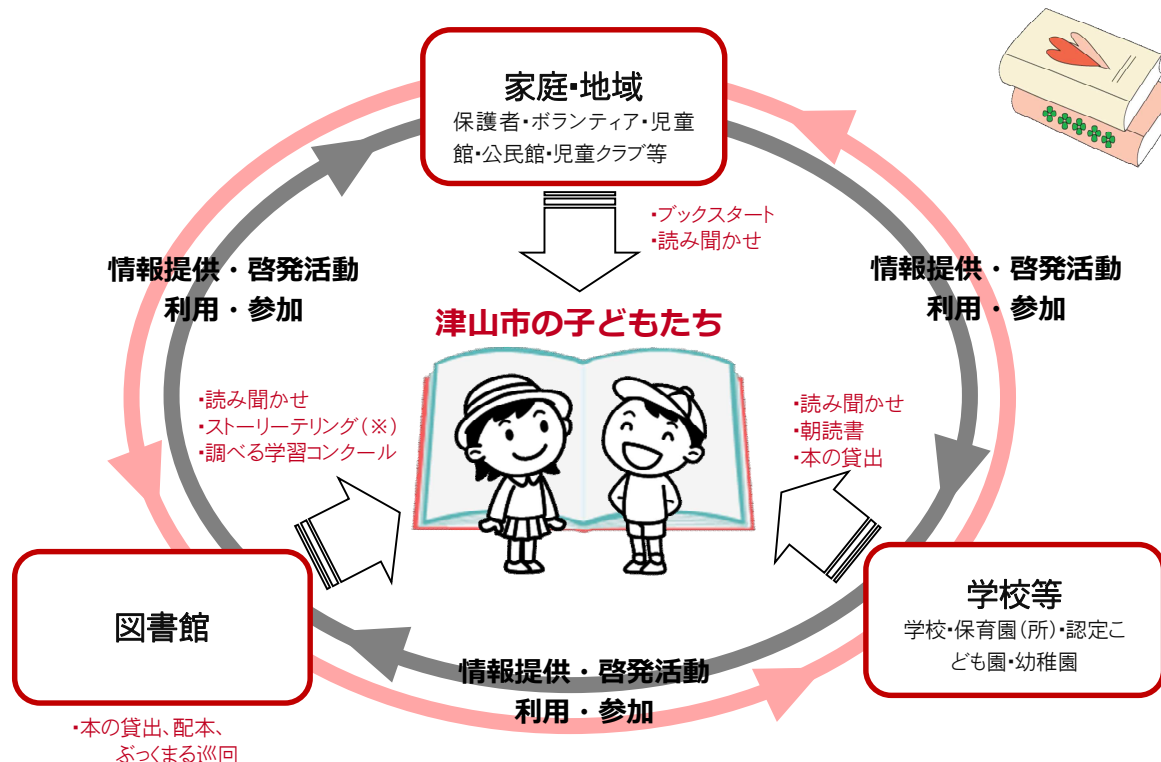 家庭・地域
保護者・ボランティア・児童
館・公民館・児童クラブ等
・ブックスタート
・読み聞かせ
情報提供・啓発活動
利用・参加
情報提供・啓発活動
利用・参加
津山市の子どもたち
・読み聞かせ
・ストーリーテリング(※)
・調べる学習コンクール
・読み聞かせ
・朝読書
・本の貸出
図書館
学校等
学校・保育園(所)・認定こ
ども園・幼稚園
情報提供・啓発活動
利用・参加
・本の貸出、配本、
ぶっくまる巡回